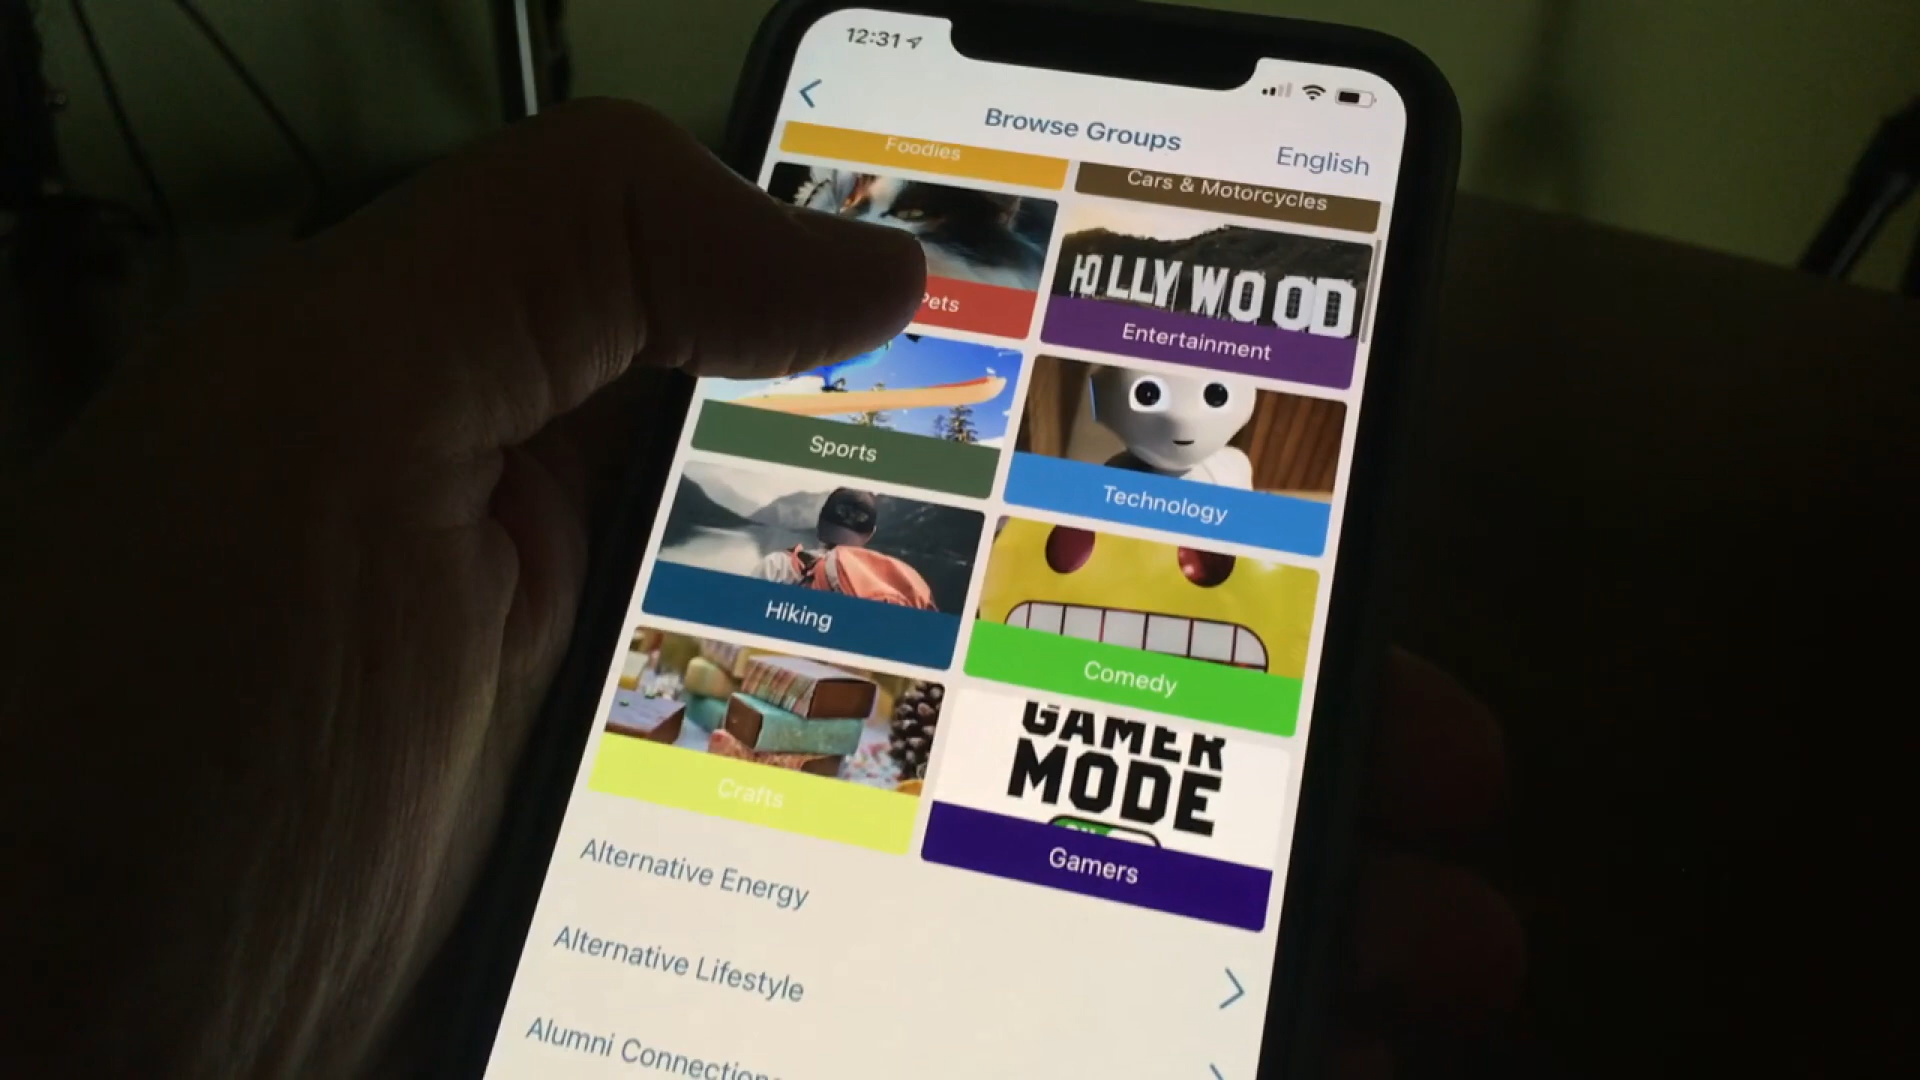 12:31
Browse Groups
English
Foodies
Cars & Motorcycles
Pets
HOLLYWOOD
Entertainment
Sports
Technology
Hiking
Comedy
Crafts
GAMER
MODE
Gamers
Alternative Energy
Alternative Lifestyle
Alumni Connections